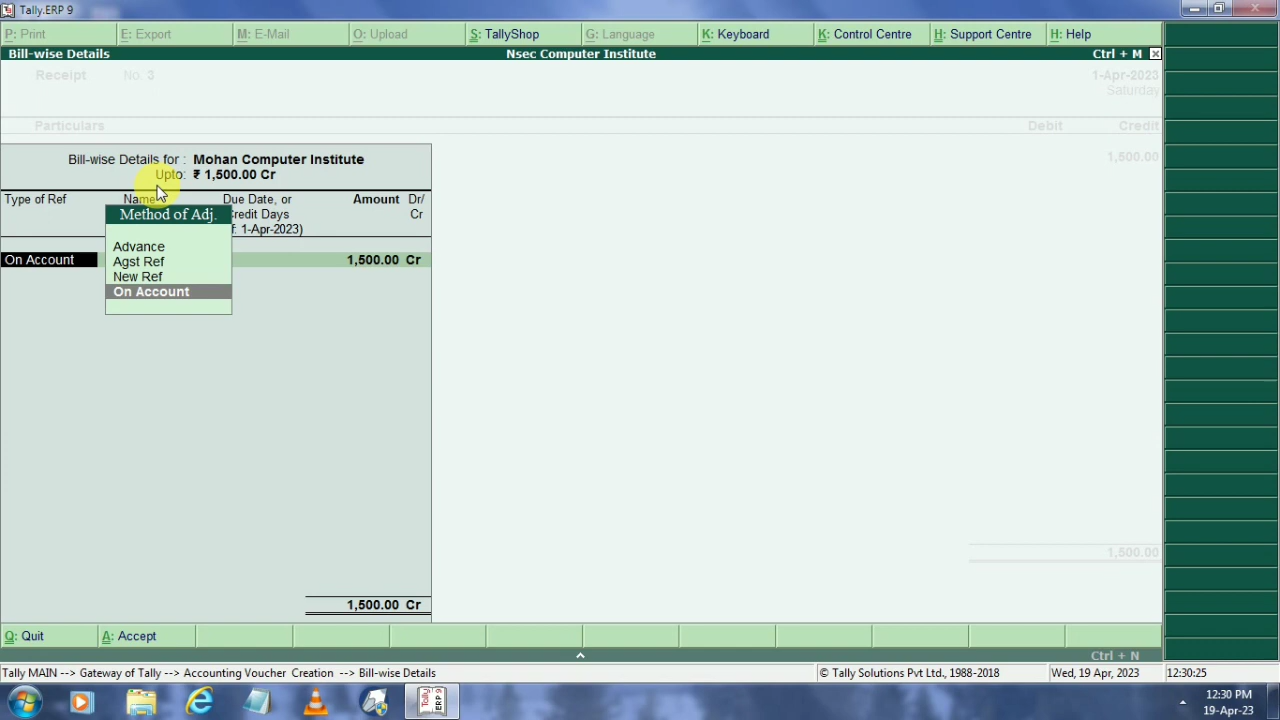 Tally.ERP 9
P: Print E: Export M: E-Mail O: Upload S: TallyShop G: Language K: Keyboard K: Control Centre H: Support Centre H: Help
Bill-wise Details Nsec Computer Institute Ctrl + M
Receipt No. 3 1-Apr-2023
Saturday
Particulars Debit Credit
Bill-wise Details for : Mohan Computer Institute 1,500.00
Upto: ₹ 1,500.00 Cr
Type of Ref Name Due Date, or Amount Dr/
Method of Adj. Credit Days Cr
1-Apr-2023)
Advance
On Account Agst Ref 1,500.00 Cr
New Ref
On Account
1,500.00
1,500.00 Cr
Q: Quit A: Accept
Ctrl + N
Tally MAIN --> Gateway of Tally --> Accounting Voucher Creation --> Bill-wise Details © Tally Solutions Pvt Ltd., 1988-2018 Wed, 19 Apr, 2023 12:30:25
Tally ERP 9 12:30 PM
19-Apr-23